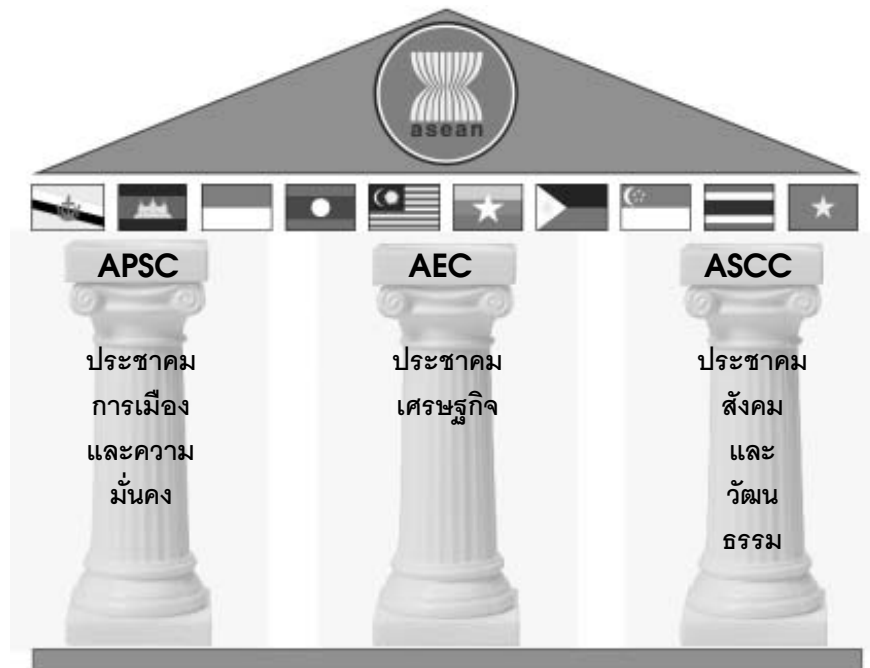 asean
APSC
ประชาคม
การเมือง
และความ
มั่นคง
AEC
ประชาคม
เศรษฐกิจ
ASCC
ประชาคม
สังคม
และ
วัฒน
ธรรม